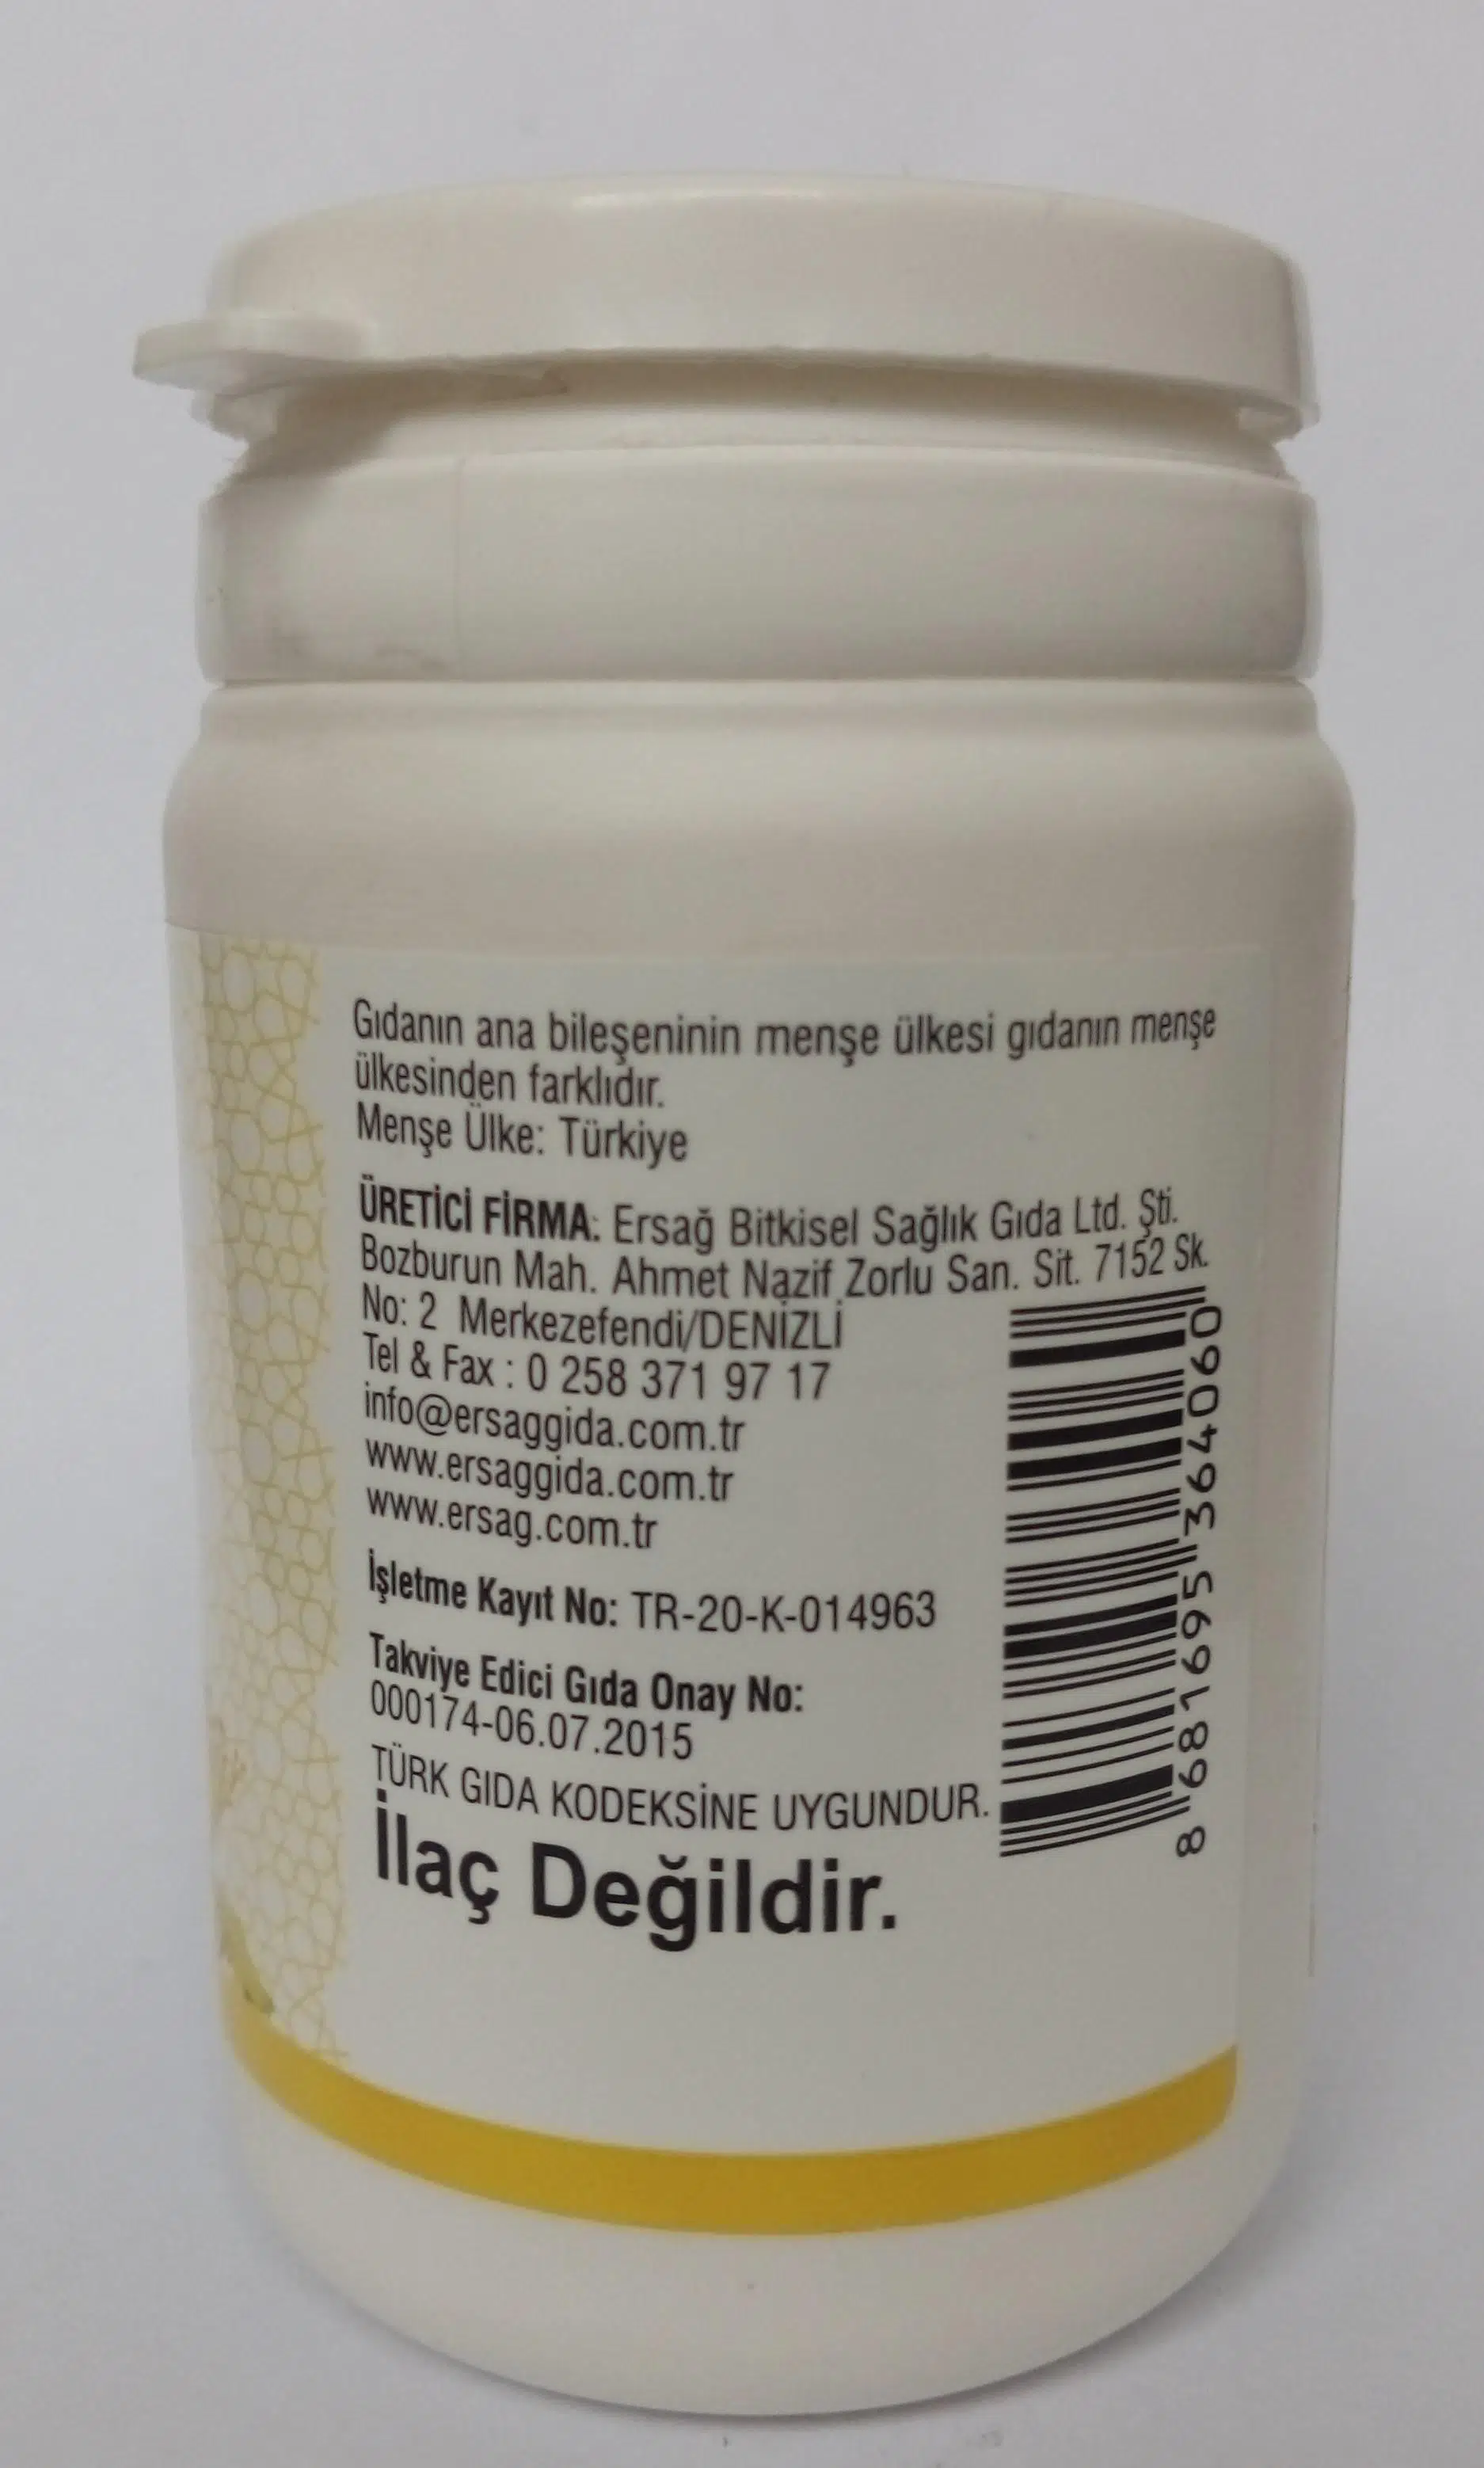 Gıdanın ana bileşeninin menşe ülkesi gıdanın menşe
ülkesinden farklıdır.
Menşe Ülke: Türkiye
ÜRETİCİ FİRMA: Ersağ Bitkisel Sağlık Gıda Ltd. Şti.
Bozburun Mah. Ahmet Nazif Zorlu San. Sit. 7152 Sk.
No: 2 Merkezefendi/DENİZLİ
Tel & Fax : 0 258 371 97 17
info@ersaggida.com.tr
www.ersaggida.com.tr
www.ersag.com.tr
İşletme Kayıt No: TR-20-K-014963
Takviye Edici Gıda Onay No:
000174-06.07.2015
TÜRK GIDA KODEKSİNE UYGUNDUR.
İlaç Değildir.
8 681695 364060